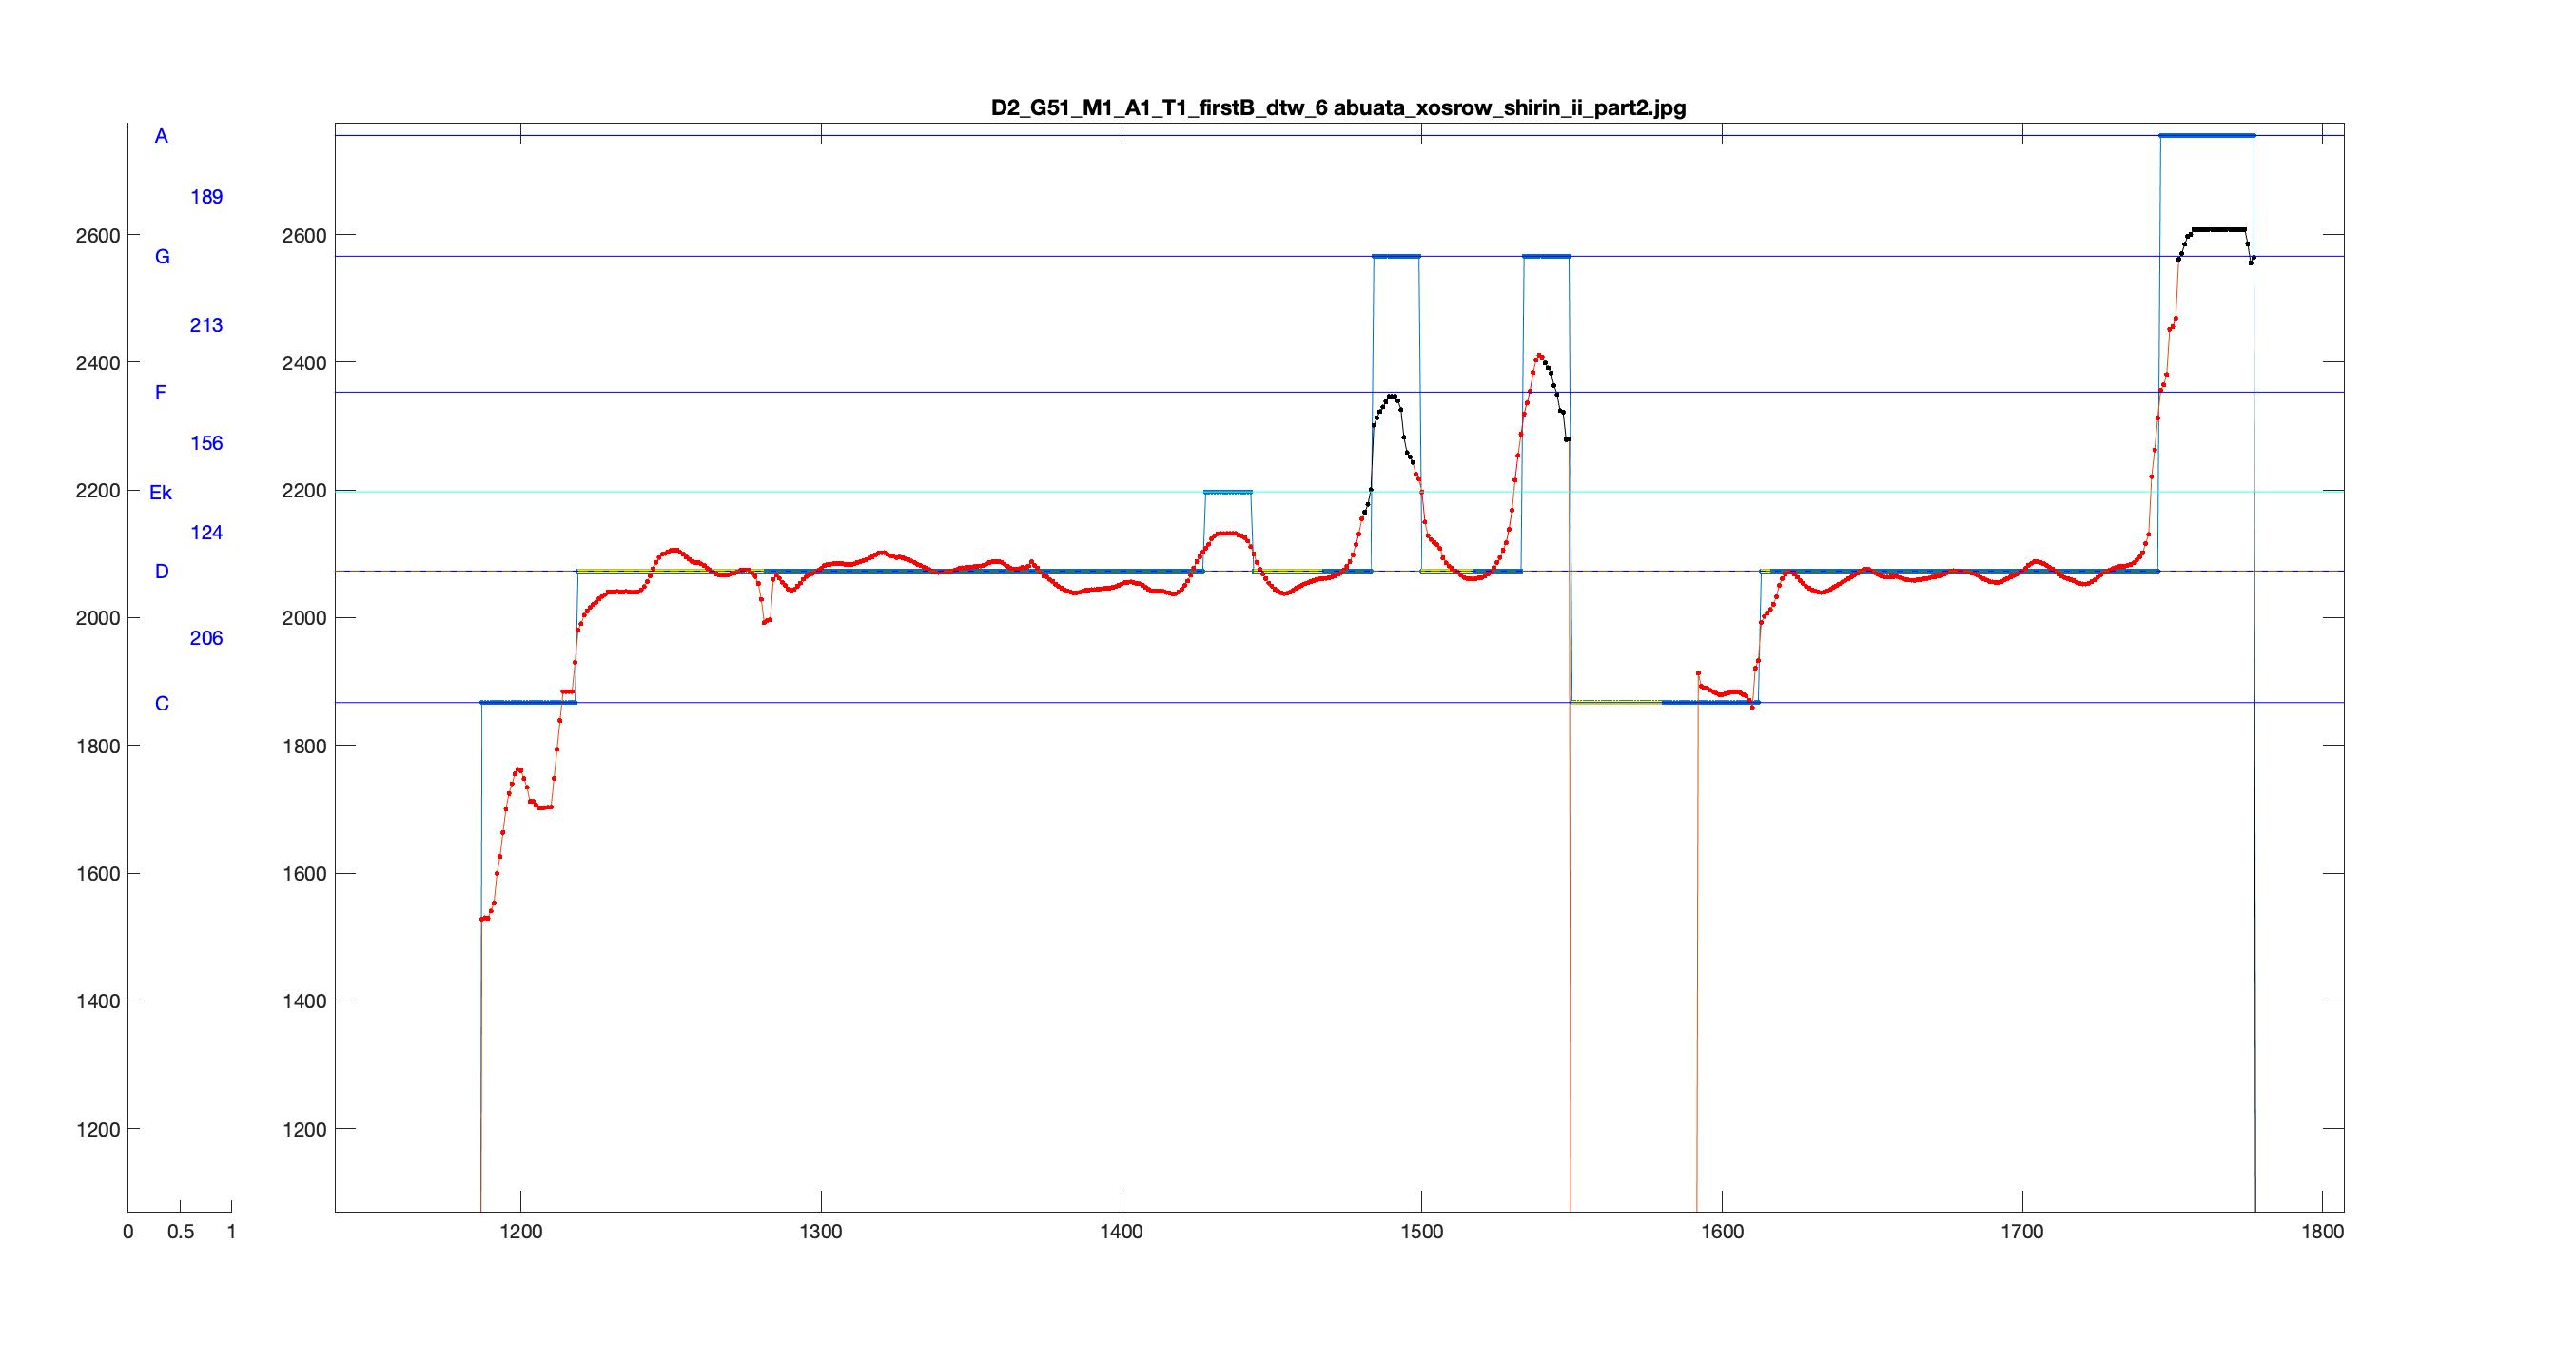 D2_G51_M1_A1_T1_firstB_dtw_6 abuata_xosrow_shirin_ii_part2.jpg
A
189
2600 2600
G
213
2400 2400
F
156
2200 Ek 2200
124
D
2000 2000
206
C
1800 1800
1600 1600
1400 1400
1200 1200
0 0.5 1 1200 1300 1400 1500 1600 1700 1800